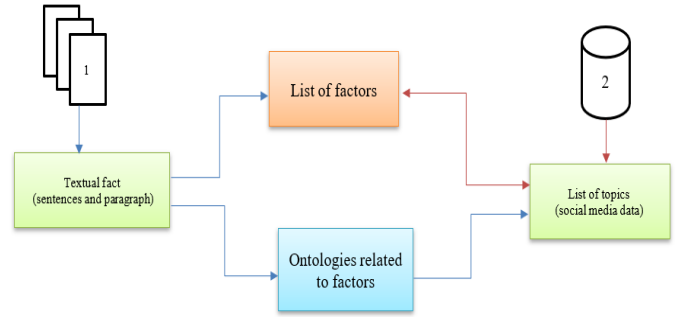 1
2
List of factors
Textual fact
(sentences and paragraph)
List of topics
(social media data)
Ontologies related
to factors